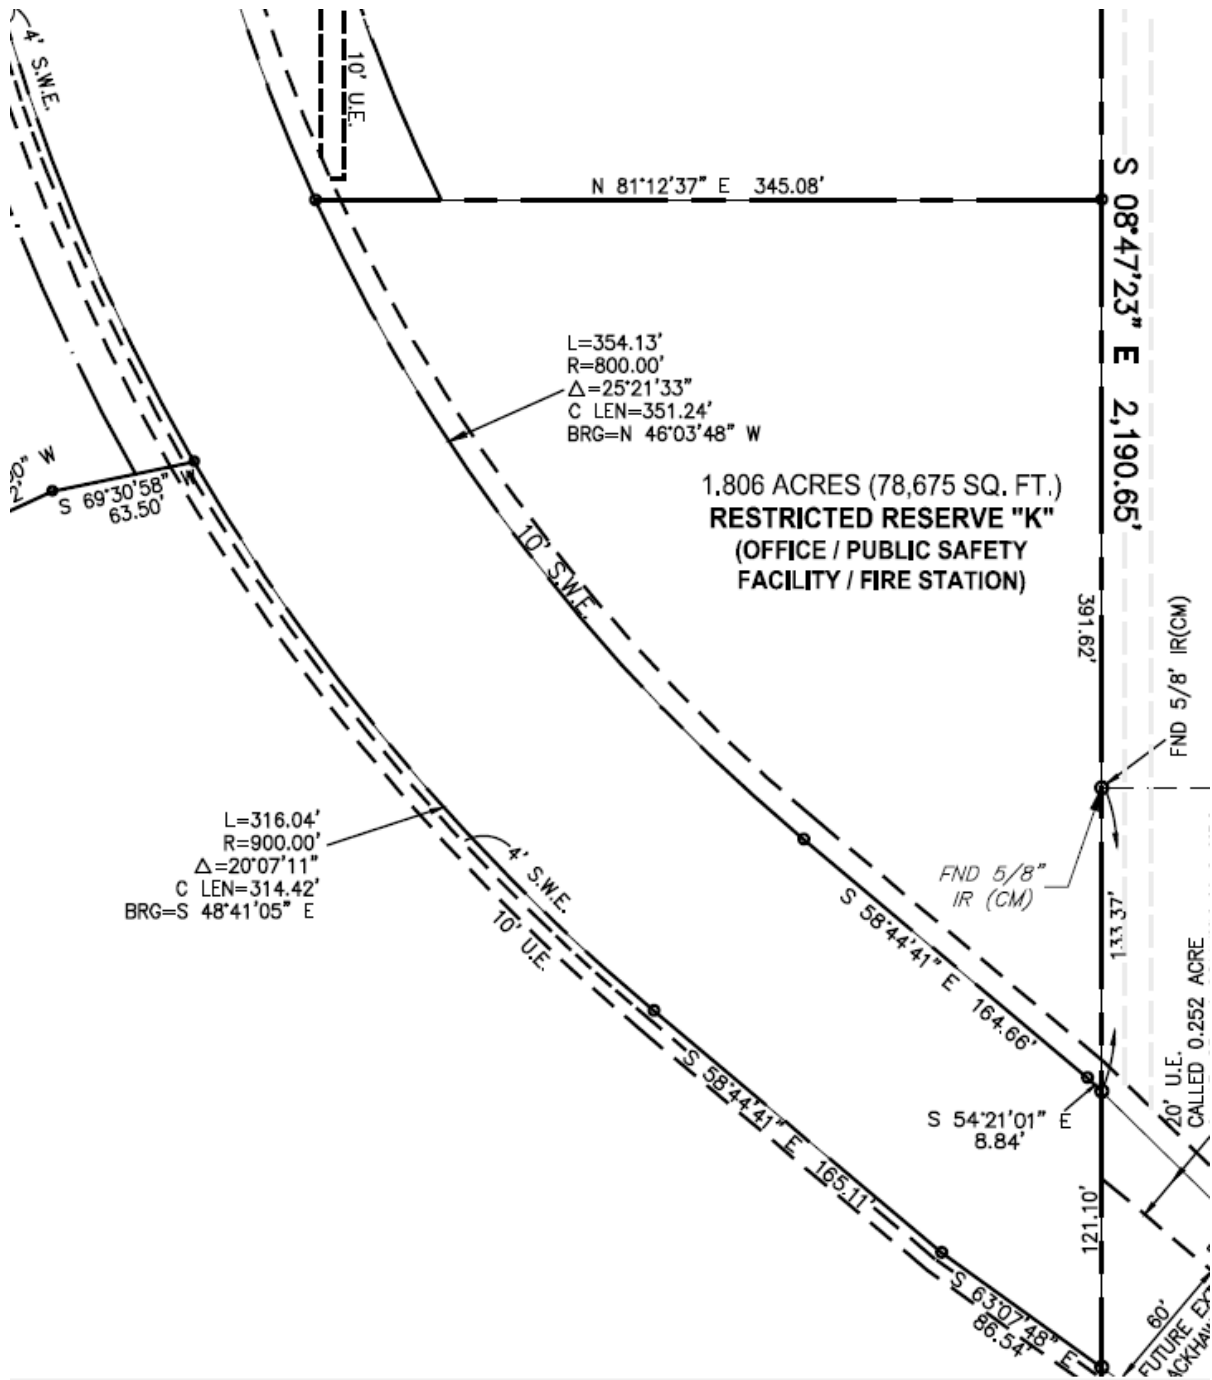 4' S.W.E.
10' U.E.
N 81°12'37" E 345.08'
S 08°47'23" E 2,190.65'
L=354.13'
R=800.00'
Δ=25°21'33"
C LEN=351.24'
BRG=N 46°03'48" W
W
S 69°30'58" W
63.50'
1.806 ACRES (78,675 SQ. FT.)
RESTRICTED RESERVE "K"
(OFFICE / PUBLIC SAFETY
FACILITY / FIRE STATION)
10' S.W.E.
391.62'
FND 5/8' IR(CM)
L=316.04'
R=900.00'
Δ=20°07'11"
C LEN=314.42'
BRG=S 48°41'05" E
4' S.W.E.
10' U.E.
FND 5/8"
IR (CM)
S 58°44'41" E 164.66'
133.37'
S 58°44'41" E 165.11'
S 54°21'01" E
8.84'
20' U.E.
CALLED 0.252 ACRE
121.10'
S 63°07'48" E
86.54'
60'
FUTURE EXT
ACKHAW